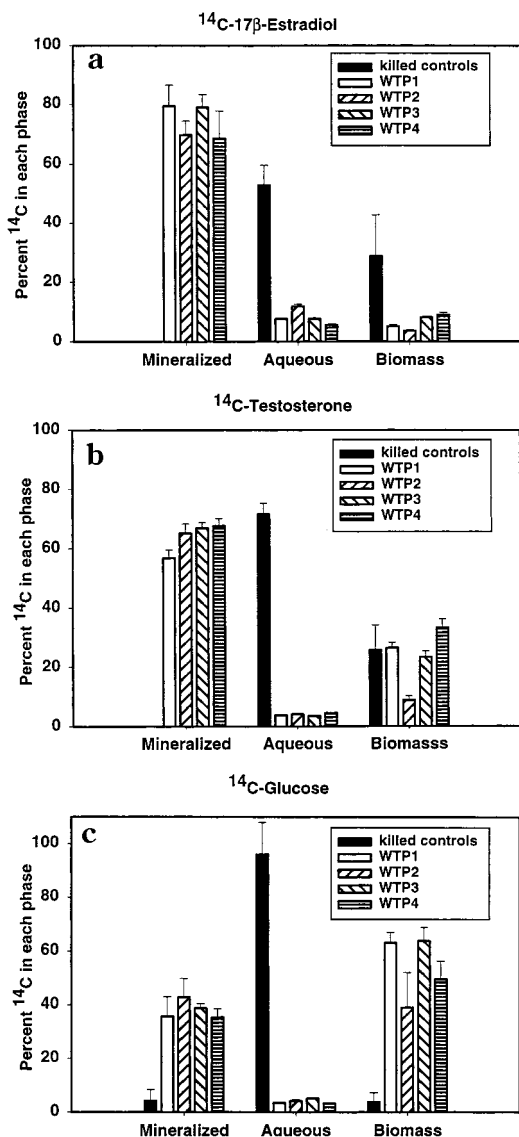 ¹⁴C-17β-Estradiol
a
Percent ¹⁴C in each phase
100
80
60
40
20
0
killed controls
WTP1
WTP2
WTP3
WTP4
Mineralized Aqueous Biomass
¹⁴C-Testosterone
b
Percent ¹⁴C in each phase
100
80
60
40
20
0
killed controls
WTP1
WTP2
WTP3
WTP4
Mineralized Aqueous Biomasss
¹⁴C-Glucose
c
Percent ¹⁴C in each phase
100
80
60
40
20
0
killed controls
WTP1
WTP2
WTP3
WTP4
Mineralized Aqueous Biomass